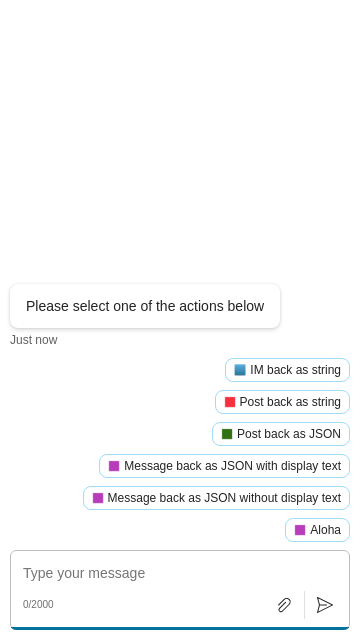 Please select one of the actions below
Just now
IM back as string
Post back as string
Post back as JSON
Message back as JSON with display text
Message back as JSON without display text
Aloha
Type your message
0/2000